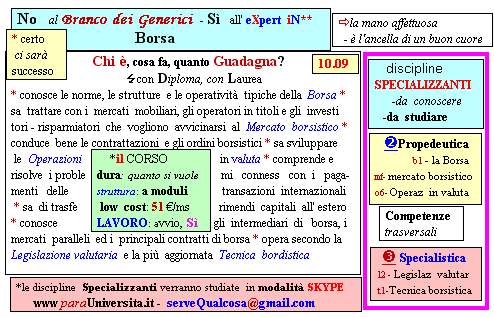 No al Branco dei Generici - Sì all' eXpert iN**
Borsa
* certo
ci sarà
successo
⇨la mano affettuosa
- è l'ancella di un buon cuore
Chi è, cosa fa, quanto Guadagna?
con Diploma, con Laurea
10.09
* conosce le norme, le strutture e le operatività tipiche della Borsa *
sa trattare con i mercati mobiliari, gli operatori in titoli e gli investi
tori - risparmiatori che vogliono avvicinarsi al Mercato borsistico *
conduce bene le contrattazioni e gli ordini borsistici * sa sviluppare
le Operazioni in valuta * comprende e
risolve i proble mi conness con i paga-
menti delle transazioni internazionali
* sa di trasfe rimendi capitali all' estero
* conosce gli intermediari di borsa, i
mercati paralleli ed i principali contratti di borsa * opera secondo la
Legislazione valutaria e la più aggiornata Tecnica bordistica
*il CORSO
dura: quanto si vuole
struttura: a moduli
low cost: 51 €/ms
LAVORO: avvio, Sì
discipline
SPECIALIZZANTI
-da conoscere
-da studiare
❷Propedeutica
b1 - la Borsa
mf- mercato borsistico
o6- Operaz in valuta
Competenze
trasversali
❸ Specialistica
l2- Legislaz valutar
t1-Tecnica borsistica
*le discipline Specializzanti verranno studiate in modalità SKYPE
www.paraUniversita.it - serveQualcosa@gmail.com